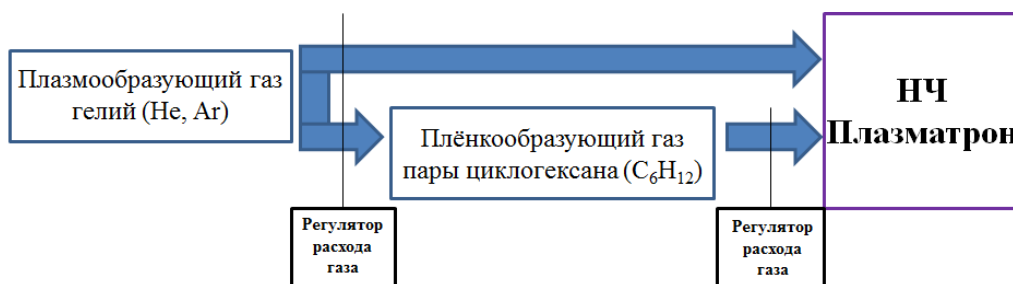 Плазмообразующий газ
гелий (He, Ar)
Плёнкообразующий газ
пары циклогексана (C₆H₁₂)
НЧ
Плазматрон
Регулятор
расхода
газа
Регулятор
расхода
газа